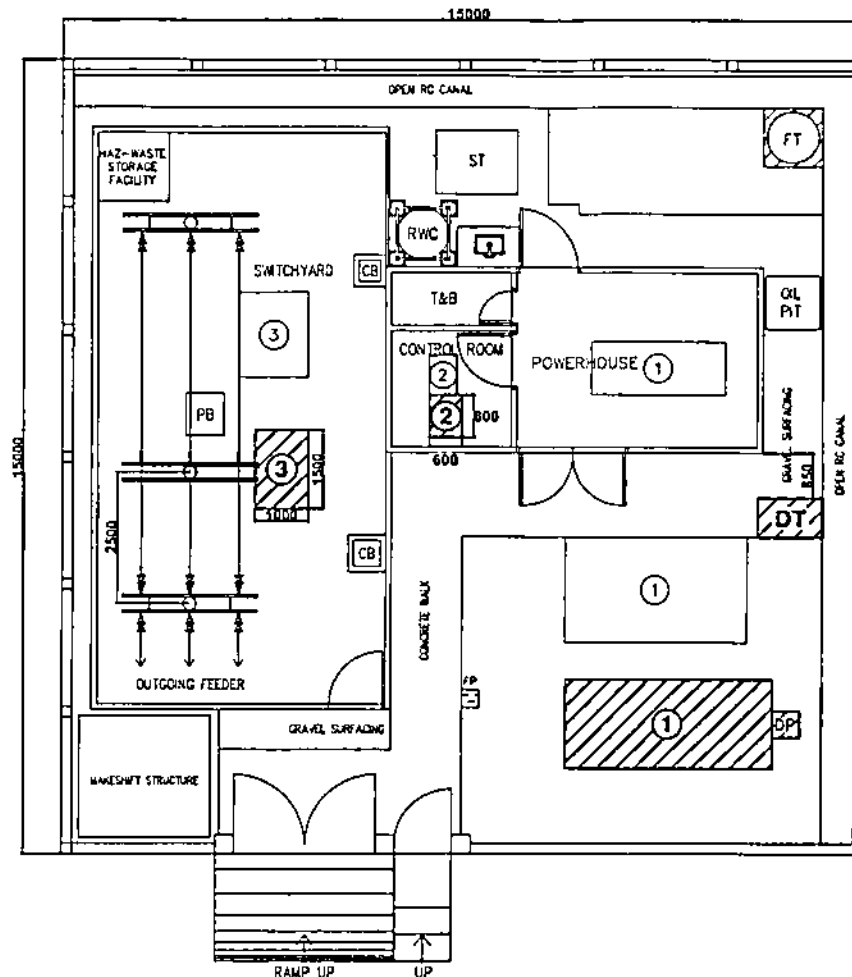 15000
OPEN RC CANAL
HAZ-WASTE
STORAGE
FACILITY
ST
FT
RWC
SWITCHYARD
CB
T&B
OIL
PIT
3
CONTROL ROOM
2
POWERHOUSE
1
PB
2
800
600
GRAVEL SURFACING
OPEN RC CANAL
15000
3
1500
1000
850
DT
2500
CB
1
CONCRETE WALK
OUTGOING FEEDER
GRAVEL SURFACING
1
DP
MAKESHIFT STRUCTURE
RAMP UP
UP